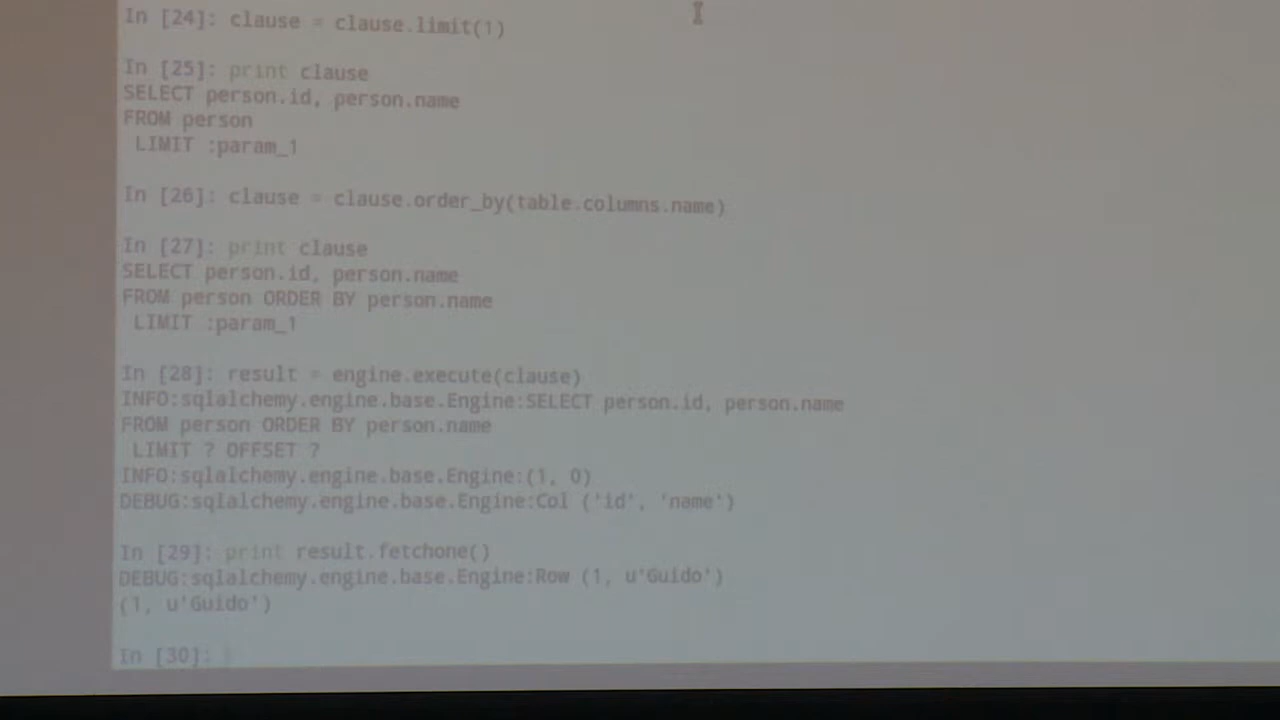 In [24]: clause = clause.limit(1)
In [25]: print clause
SELECT person.id, person.name
FROM person
 LIMIT :param_1
In [26]: clause = clause.order_by(table.columns.name)
In [27]: print clause
SELECT person.id, person.name
FROM person ORDER BY person.name
 LIMIT :param_1
In [28]: result = engine.execute(clause)
INFO:sqlalchemy.engine.base.Engine:SELECT person.id, person.name
FROM person ORDER BY person.name
 LIMIT ? OFFSET ?
INFO:sqlalchemy.engine.base.Engine:(1, 0)
DEBUG:sqlalchemy.engine.base.Engine:Col ('id', 'name')
In [29]: print result.fetchone()
DEBUG:sqlalchemy.engine.base.Engine:Row (1, u'Guido')
(1, u'Guido')
In [30]: